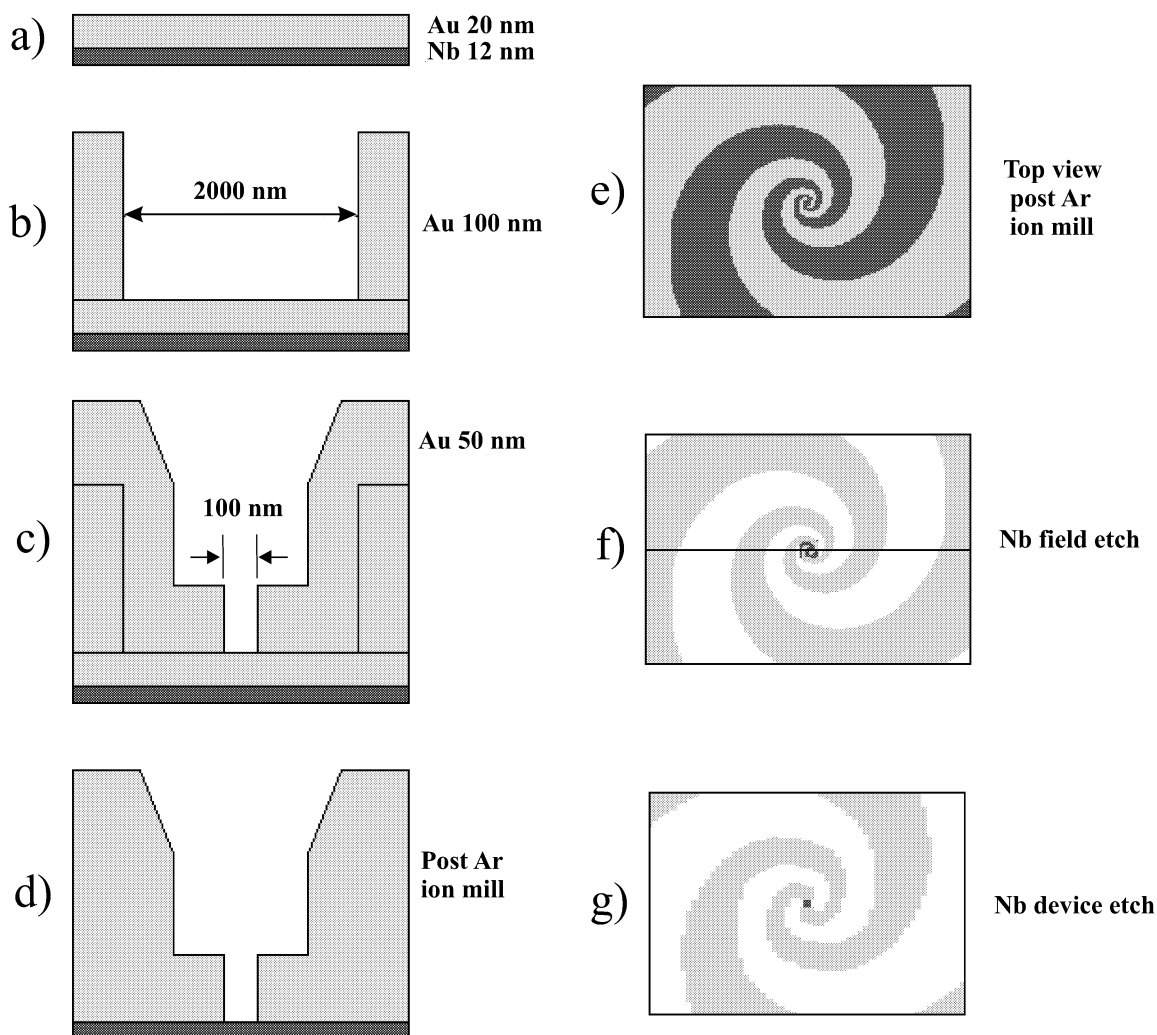 a)
Au 20 nm
Nb 12 nm
b)
2000 nm
Au 100 nm
c)
100 nm
Au 50 nm
d)
Post Ar
ion mill
e)
Top view
post Ar
ion mill
f)
Nb field etch
g)
Nb device etch